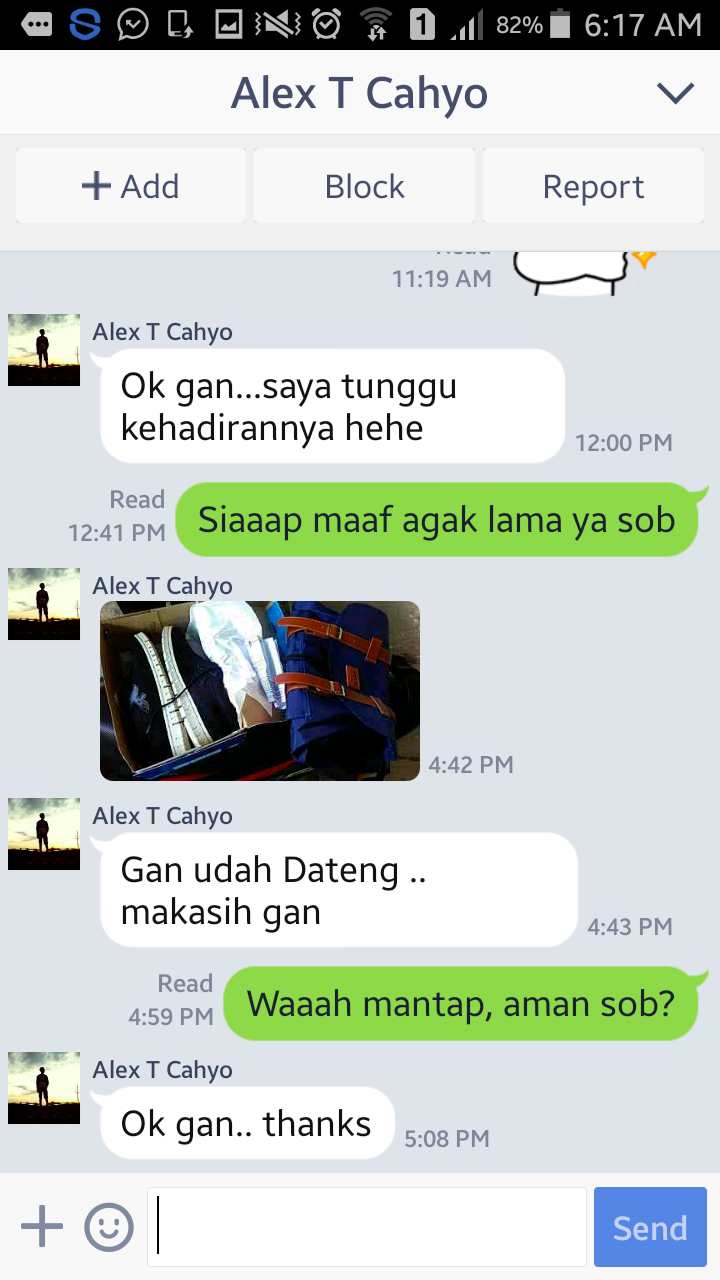 82% 6:17 AM
Alex T Cahyo
+ Add
Block
Report
11:19 AM
Alex T Cahyo
Ok gan...saya tunggu
kehadirannya hehe
12:00 PM
Read
12:41 PM
Siaaap maaf agak lama ya sob
Alex T Cahyo
4:42 PM
Alex T Cahyo
Gan udah Dateng ..
makasih gan
4:43 PM
Read
4:59 PM
Waaah mantap, aman sob?
Alex T Cahyo
Ok gan.. thanks
5:08 PM
Send